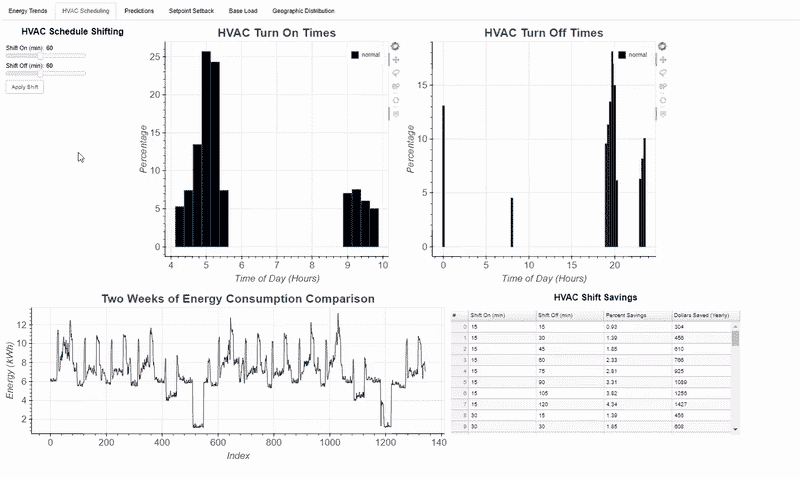 Energy Trends HVAC Scheduling Predictions Setpoint Setback Base Load Geographic Distribution
HVAC Schedule Shifting
Shift On (min): 60
Shift Off (min): 60
Apply Shift
HVAC Turn On Times
normal
Percentage
25
20
15
10
5
0
4 5 6 7 8 9 10
Time of Day (Hours)
HVAC Turn Off Times
normal
Percentage
15
10
5
0
0 5 10 15 20
Time of Day (Hours)
Two Weeks of Energy Consumption Comparison
Energy (kWh)
12
10
8
6
4
2
0 200 400 600 800 1000 1200 140
Index
HVAC Shift Savings
# Shift On (min) Shift Off (min) Percent Savings Dollars Saved (Yearly)
0 15 15 0.93 304
1 15 30 1.39 456
2 15 45 1.85 610
3 15 60 2.33 766
4 15 75 2.81 925
5 15 90 3.31 1089
6 15 105 3.82 1256
7 15 120 4.34 1427
8 30 15 1.39 456
9 30 30 1.85 608